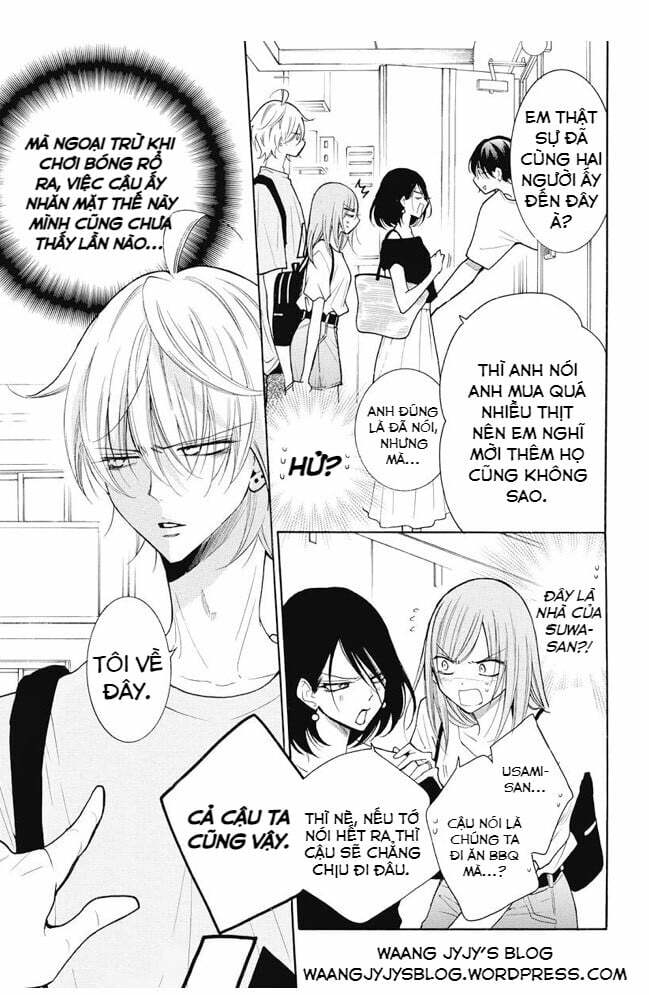 EM THẬT
SỰ ĐÃ
CÙNG HAI
NGƯỜI ẤY
ĐẾN ĐÂY
À?
THÌ ANH NÓI
ANH MUA QUÁ
NHIỀU THỊT
NÊN EM NGHĨ
MỜI THÊM HỌ
CŨNG KHÔNG
SAO.
ANH ĐÚNG
LÀ ĐÃ NÓI,
NHƯNG
MÀ...
HỬ?
MÀ NGOẠI TRỪ KHI
CHƠI BÓNG RỔ
RA, VIỆC CẬU ẤY
NHĂN MẶT THẾ NÀY
MÌNH CŨNG CHƯA
THẤY LẦN NÀO...
ĐÂY LÀ
NHÀ CỦA
SUWA-
SAN?!
USAMI-
SAN...
CẬU NÓI LÀ
CHÚNG TA
ĐI ĂN BBQ
MÀ...?
THÌ NÈ, NẾU TỚ
NÓI HẾT RA THÌ
CẬU SẼ CHẲNG
CHỊU ĐI ĐÂU.
CẢ CẬU TA
CŨNG VẬY.
TÔI VỀ
ĐÂY.
WAANG JYJY'S BLOG
WAANGJYJYSBLOG.WORDPRESS.COM